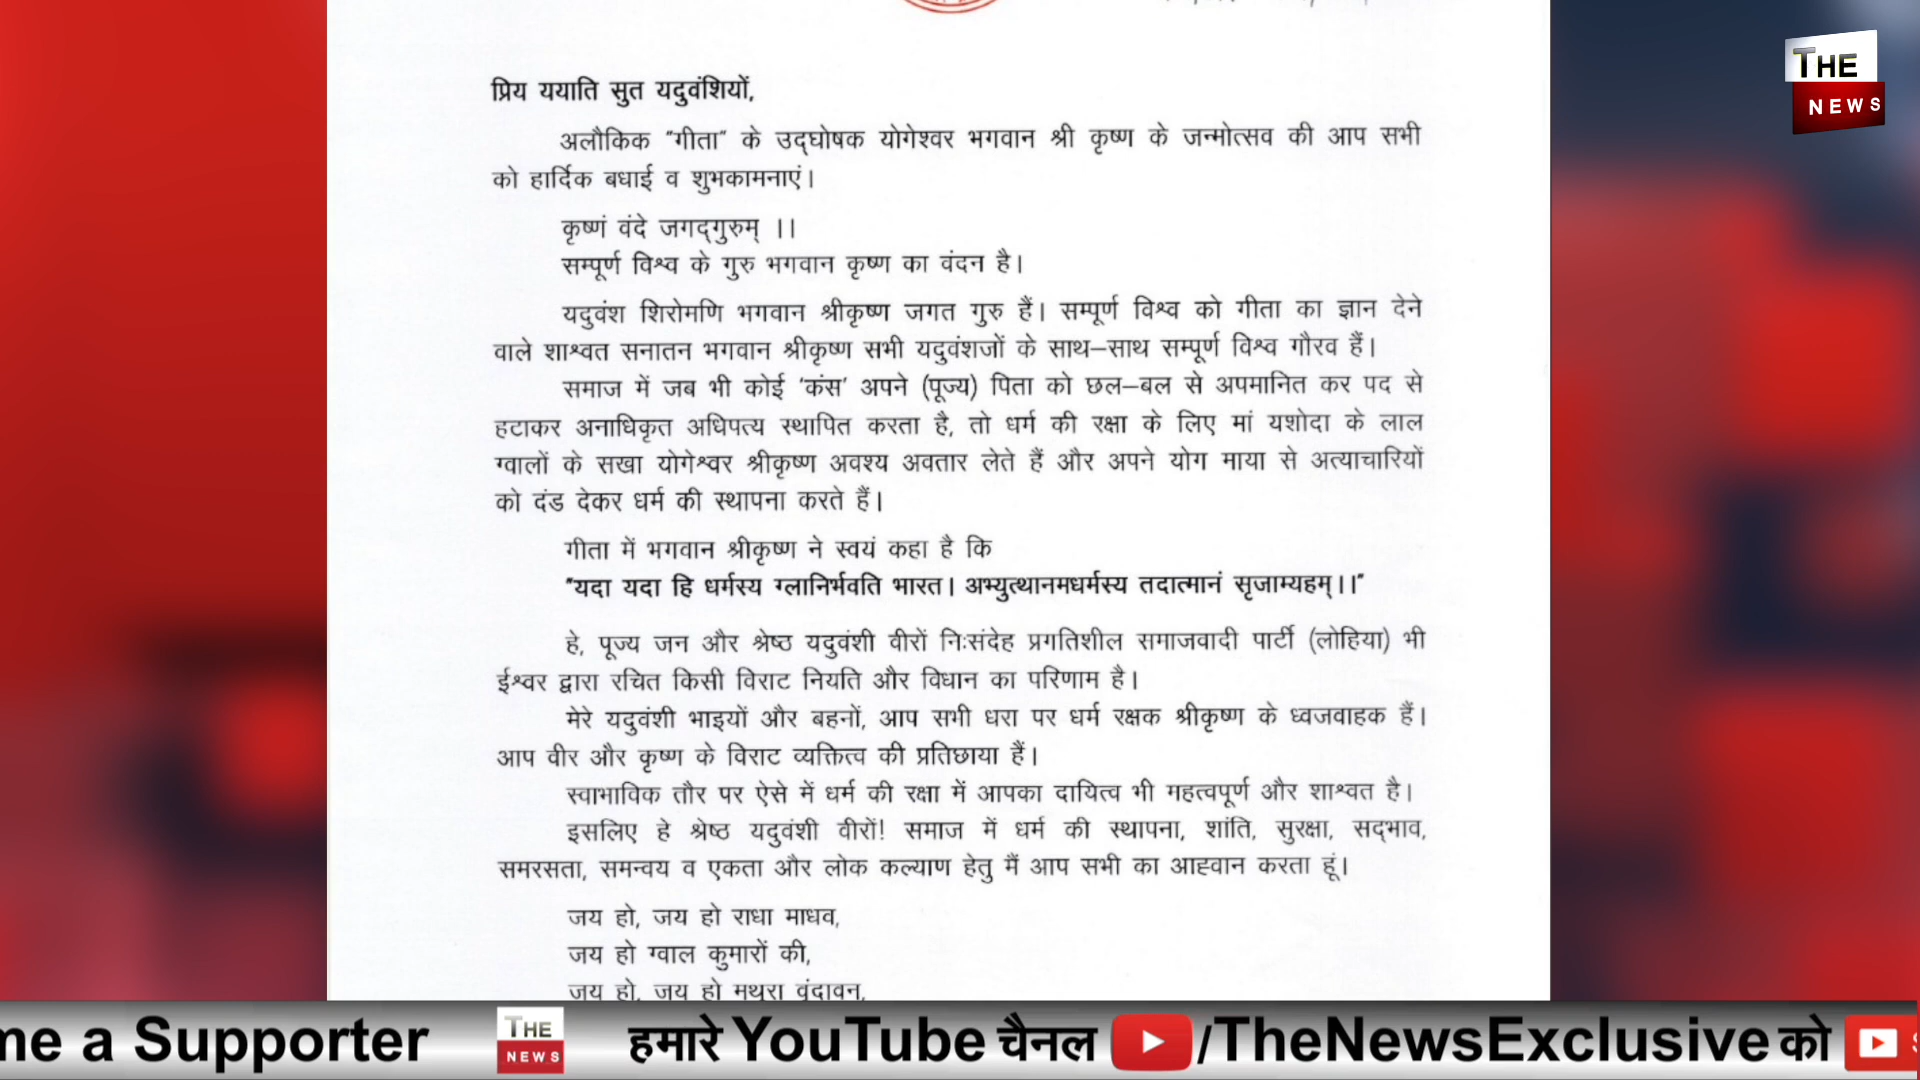 THE
NEWS
प्रिय ययाति सुत यदुवंशियों,
अलौकिक "गीता" के उद्घोषक योगेश्वर भगवान श्री कृष्ण के जन्मोत्सव की आप सभी
को हार्दिक बधाई व शुभकामनाएं।
कृष्णं वंदे जगद्गुरुम् ।।
सम्पूर्ण विश्व के गुरु भगवान कृष्ण का वंदन है।
यदुवंश शिरोमणि भगवान श्रीकृष्ण जगत गुरु हैं। सम्पूर्ण विश्व को गीता का ज्ञान देने
वाले शाश्वत सनातन भगवान श्रीकृष्ण सभी यदुवंशजों के साथ–साथ सम्पूर्ण विश्व गौरव हैं।
समाज में जब भी कोई 'कंस' अपने (पूज्य) पिता को छल–बल से अपमानित कर पद से
हटाकर अनाधिकृत अधिपत्य स्थापित करता है, तो धर्म की रक्षा के लिए मां यशोदा के लाल
ग्वालों के सखा योगेश्वर श्रीकृष्ण अवश्य अवतार लेते हैं और अपने योग माया से अत्याचारियों
को दंड देकर धर्म की स्थापना करते हैं।
गीता में भगवान श्रीकृष्ण ने स्वयं कहा है कि
"यदा यदा हि धर्मस्य ग्लानिर्भवति भारत। अभ्युत्थानमधर्मस्य तदात्मानं सृजाम्यहम्।।"
हे, पूज्य जन और श्रेष्ठ यदुवंशी वीरों निःसंदेह प्रगतिशील समाजवादी पार्टी (लोहिया) भी
ईश्वर द्वारा रचित किसी विराट नियति और विधान का परिणाम है।
मेरे यदुवंशी भाइयों और बहनों, आप सभी धरा पर धर्म रक्षक श्रीकृष्ण के ध्वजवाहक हैं।
आप वीर और कृष्ण के विराट व्यक्तित्व की प्रतिछाया हैं।
स्वाभाविक तौर पर ऐसे में धर्म की रक्षा में आपका दायित्व भी महत्वपूर्ण और शाश्वत है।
इसलिए हे श्रेष्ठ यदुवंशी वीरों! समाज में धर्म की स्थापना, शांति, सुरक्षा, सद्भाव,
समरसता, समन्वय व एकता और लोक कल्याण हेतु मैं आप सभी का आह्वान करता हूं।
जय हो, जय हो राधा माधव,
जय हो ग्वाल कुमारों की,
जय हो, जय हो मथुरा वृंदावन,
me a Supporter THE NEWS हमारे YouTube चैनल /TheNewsExclusive को